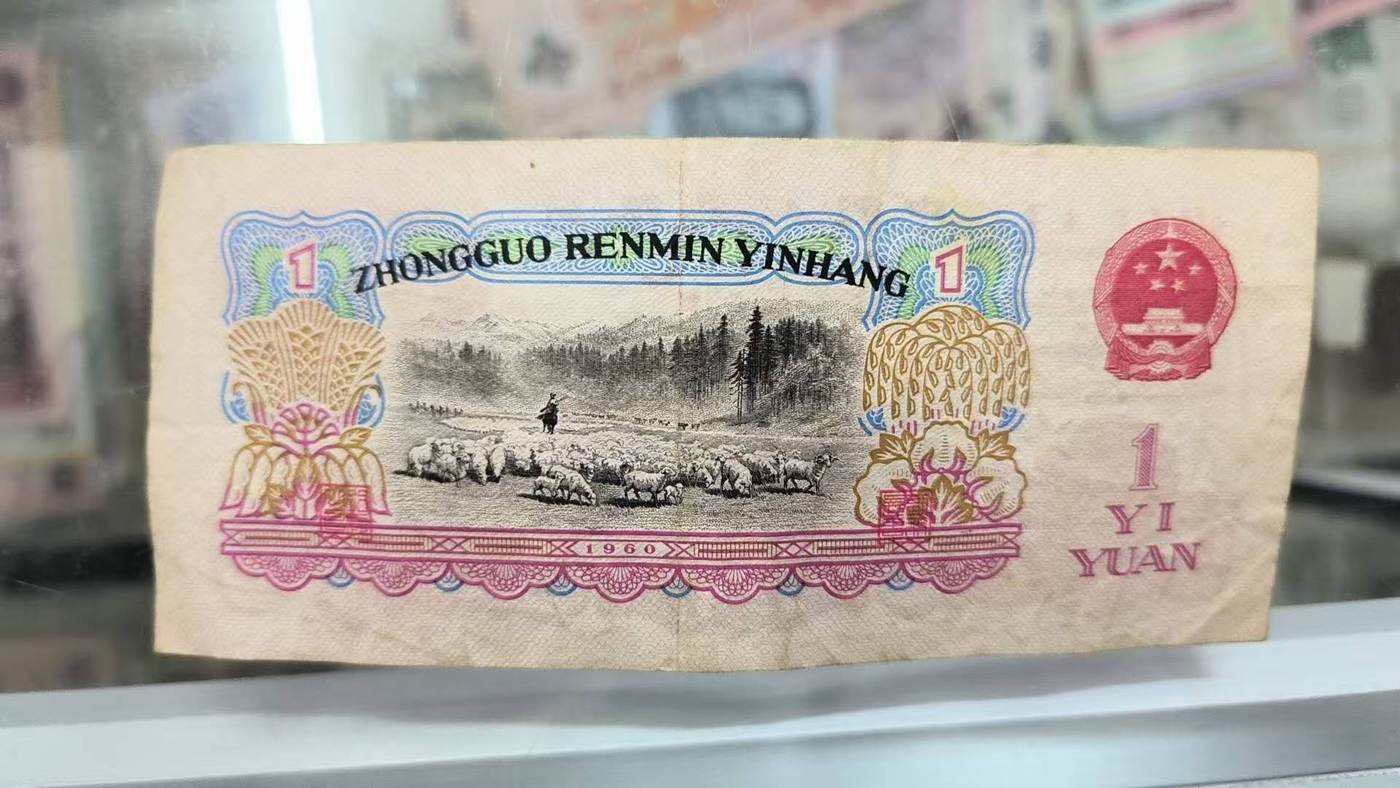 1
ZHONGGUO RENMIN YINHANG
1
1960
1
YI
YUAN